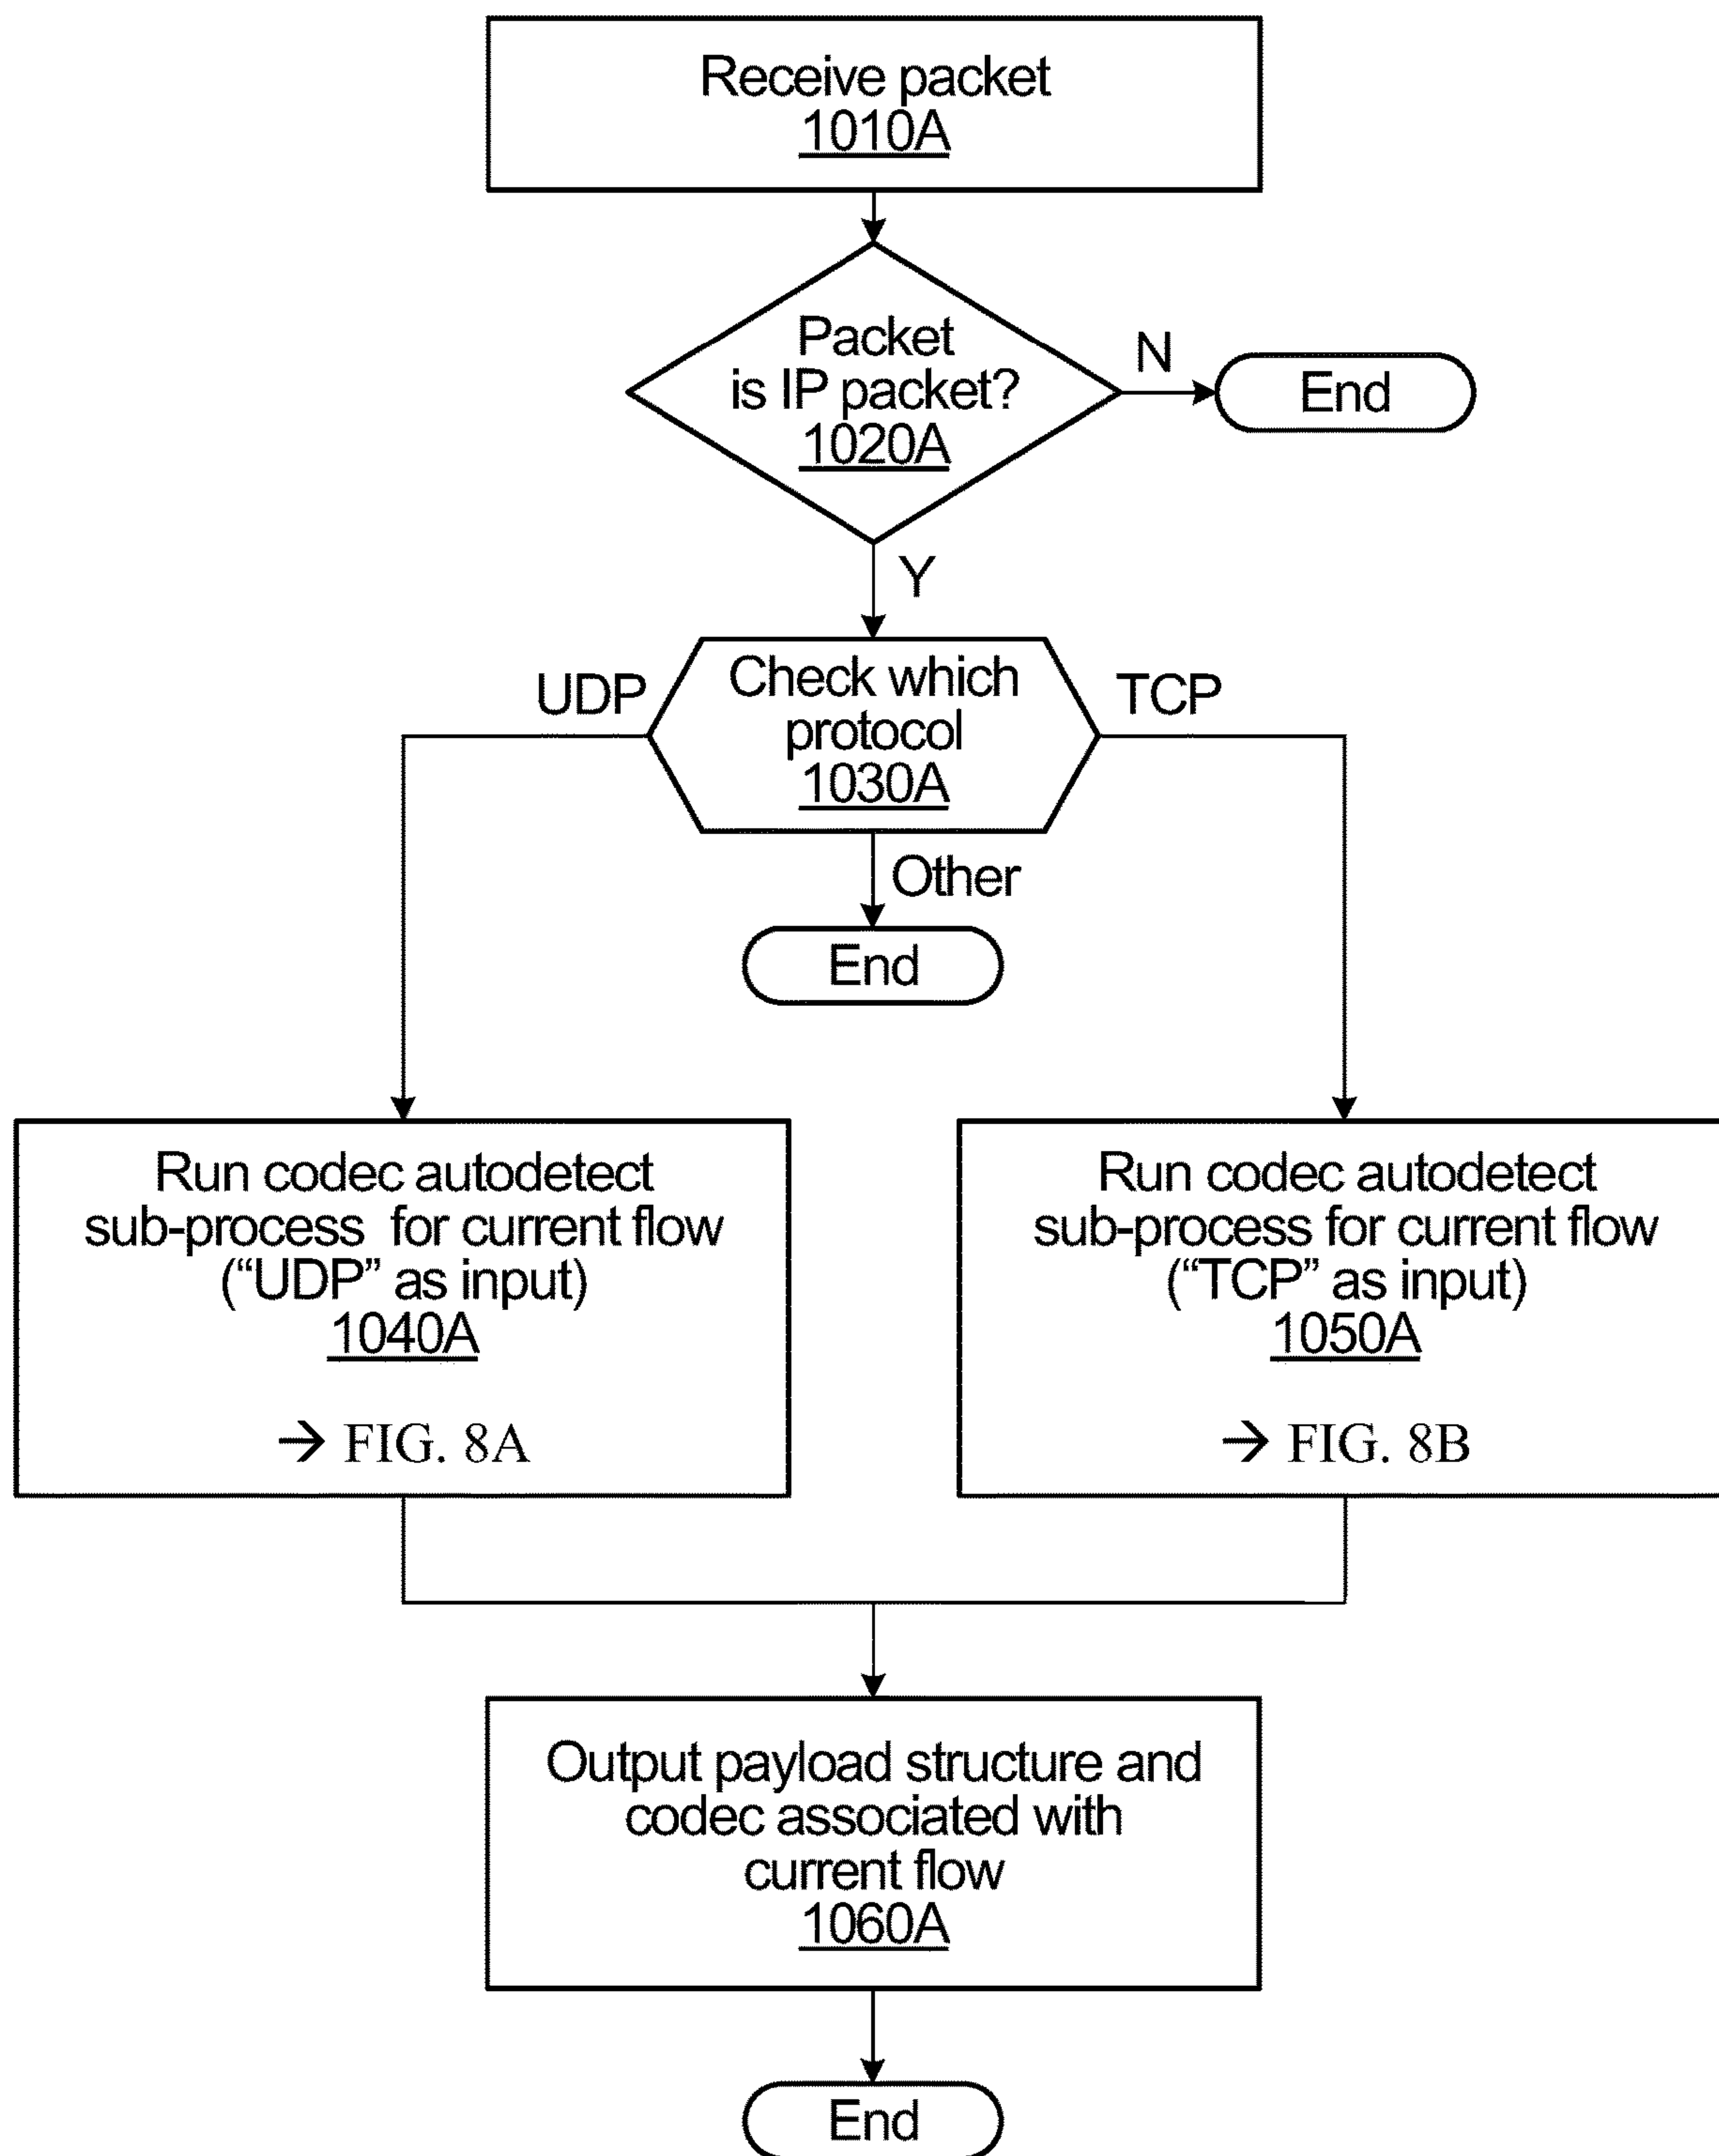 Receive packet
1010A
Packet
is IP packet?
1020A
N
End
Y
UDP
Check which
protocol
1030A
TCP
Other
End
Run codec autodetect
sub-process for current flow
(“UDP” as input)
1040A
→ FIG. 8A
Run codec autodetect
sub-process for current flow
(“TCP” as input)
1050A
→ FIG. 8B
Output payload structure and
codec associated with
current flow
1060A
End